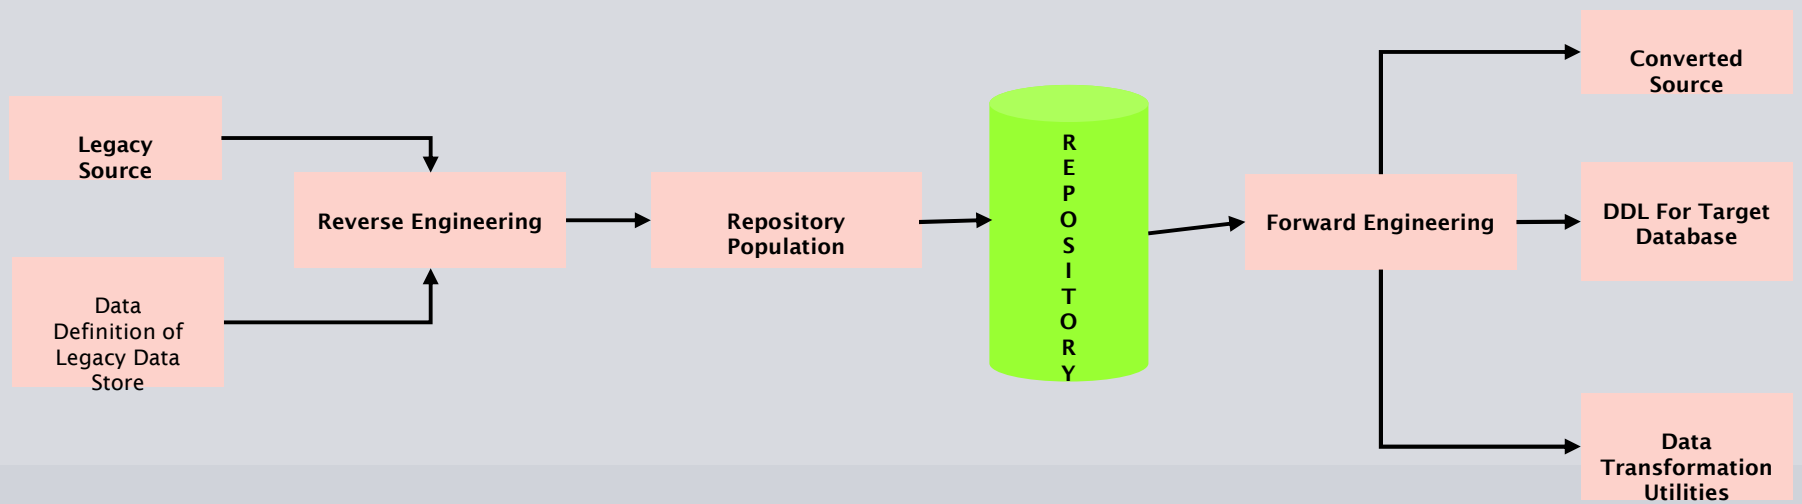 Legacy
Source
Data
Definition of
Legacy Data
Store
Reverse Engineering
Repository
Population
R
E
P
O
S
I
T
O
R
Y
Forward Engineering
Converted
Source
DDL For Target
Database
Data
Transformation
Utilities